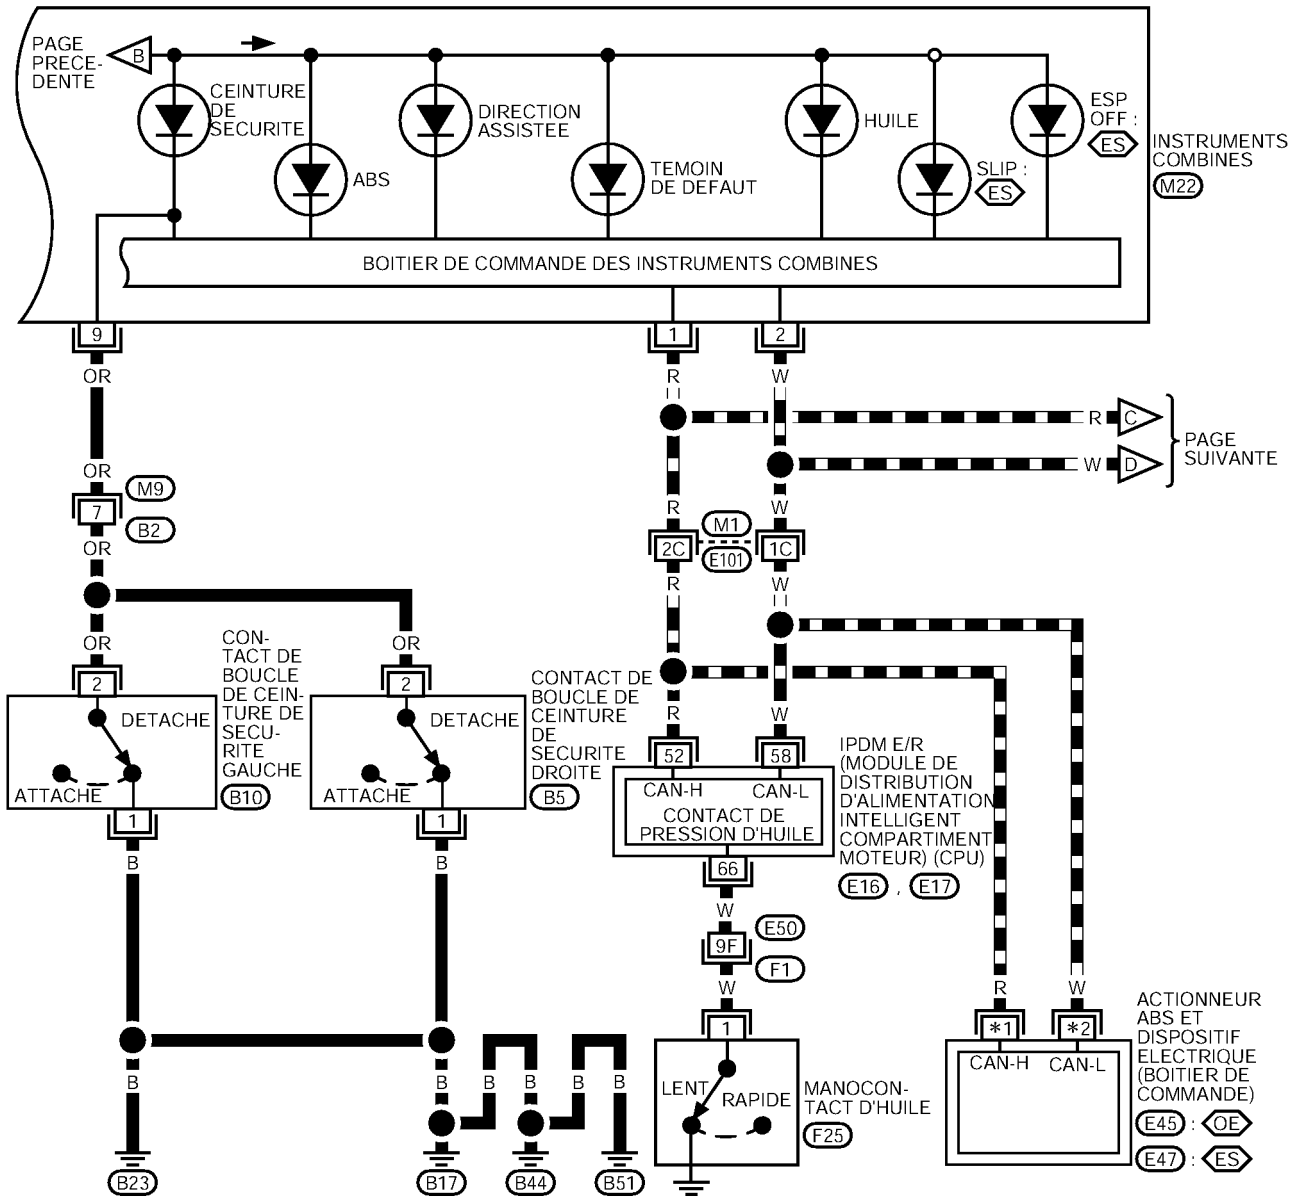 PAGE
PRECE-
DENTE
B
CEINTURE
DE
SECURITE
ABS
DIRECTION
ASSISTEE
TEMOIN
DE DEFAUT
HUILE
SLIP :
ES
ESP
OFF :
ES
INSTRUMENTS
COMBINES
M22
BOITIER DE COMMANDE DES INSTRUMENTS COMBINES
9
1
2
OR
R
W
R
C
W
D
PAGE
SUIVANTE
OR
M9
7
B2
OR
R
W
M1
2C
1C
E101
R
W
OR
OR
2
2
CON-
TACT DE
BOUCLE
DE CEIN-
TURE DE
SECU-
RITE
GAUCHE
B10
DETACHE
ATTACHE
1
DETACHE
ATTACHE
1
CONTACT DE
BOUCLE DE
CEINTURE
DE
SECURITE
DROITE
B5
R
W
52
58
CAN-H
CAN-L
CONTACT DE
PRESSION D'HUILE
66
IPDM E/R
(MODULE DE
DISTRIBUTION
D'ALIMENTATION
INTELLIGENT
COMPARTIMENT
MOTEUR) (CPU)
E16 , E17
B
B
W
E50
9F
F1
W
1
LENT
RAPIDE
MANOCON-
TACT D'HUILE
F25
R
W
*1
*2
CAN-H
CAN-L
ACTIONNEUR
ABS ET
DISPOSITIF
ELECTRIQUE
(BOITIER DE
COMMANDE)
E45 : OE
E47 : ES
B
B
B
B
B
B
B23
B17
B44
B51